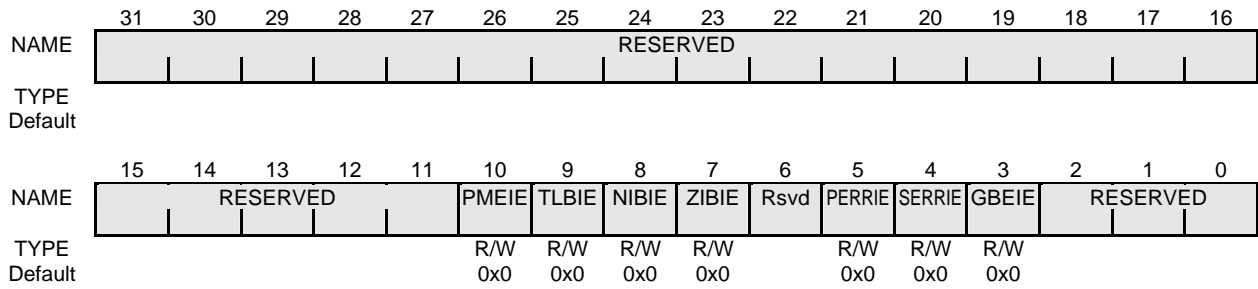 31 30 29 28 27 26 25 24 23 22 21 20 19 18 17 16
NAME RESERVED
TYPE
Default
15 14 13 12 11 10 9 8 7 6 5 4 3 2 1 0
NAME RESERVED PMEIE TLBIE NIBIE ZIBIE Rsvd PERRIE SERRIE GBEIE RESERVED
TYPE R/W R/W R/W R/W R/W R/W R/W
Default 0x0 0x0 0x0 0x0 0x0 0x0 0x0